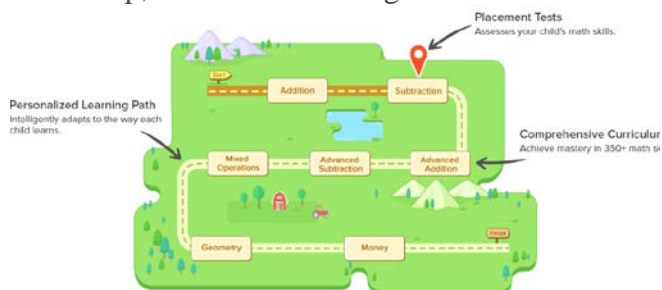 Placement Tests
Assesses your child's math skills.
Start
Addition
Subtraction
Personalized Learning Path
Intelligently adapts to the way each
child learns.
Comprehensive Curriculum
Achieve mastery in 350+ math
Mixed
Operations
Advanced
Subtraction
Advanced
Addition
Finish
Geometry
Money